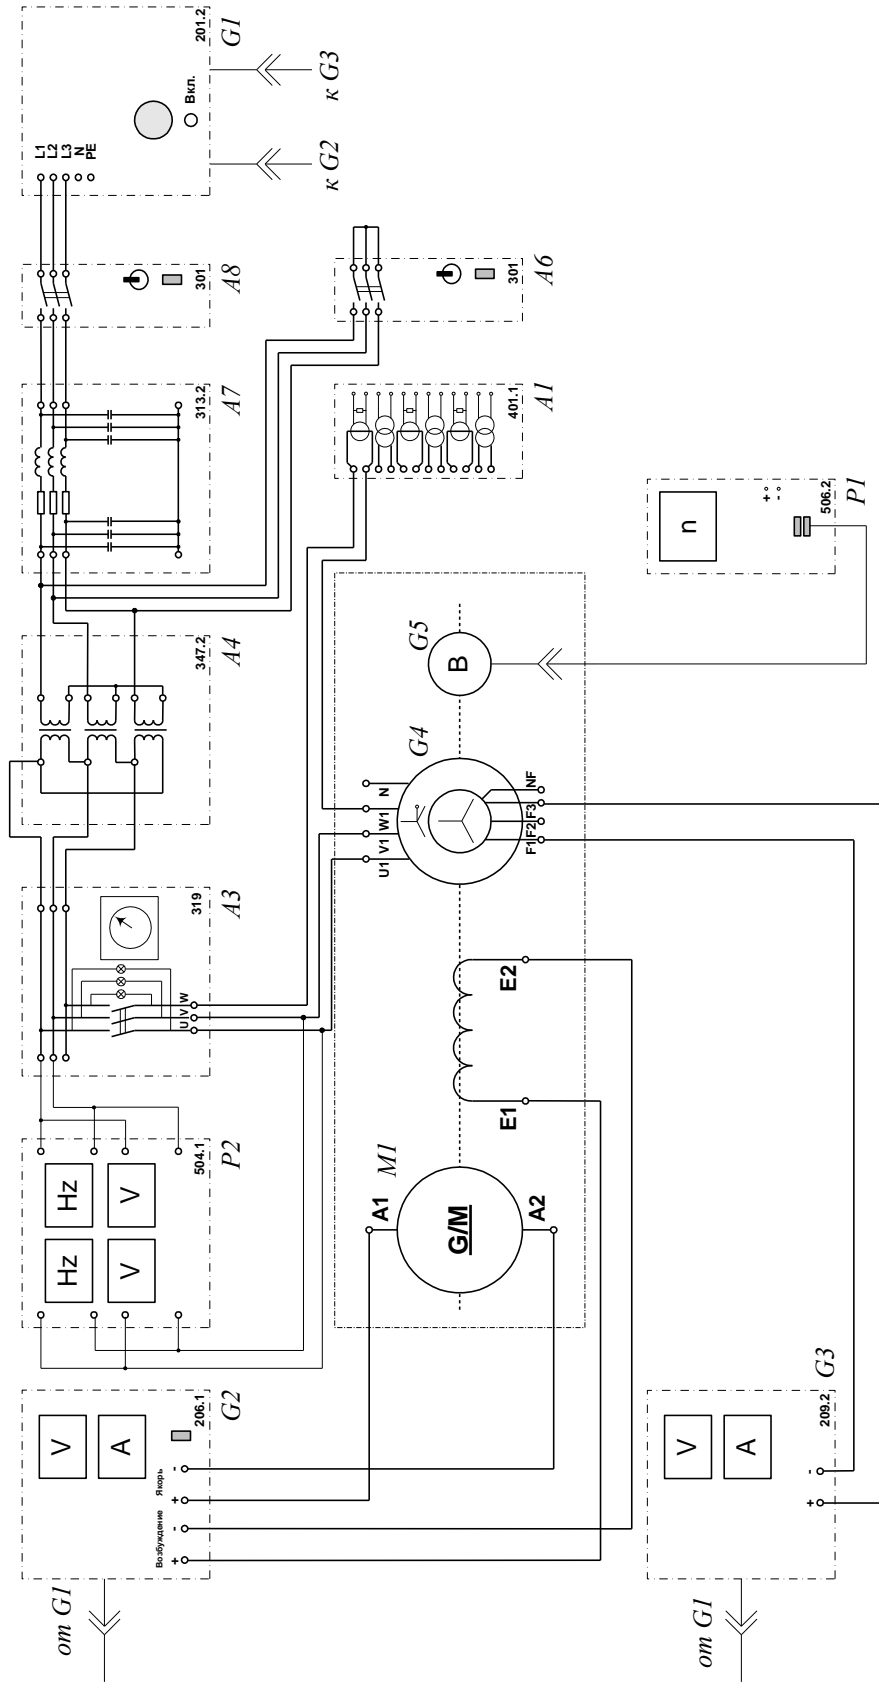 от G1
G2
206.1
V
A
Возбуждение
Якорь
+
-
+
-
P2
504.1
Hz
Hz
V
V
A3
319
U
V
W
A4
347.2
A7
313.2
A8
301
G1
201.2
L1
L2
L3
N
PE
Вкл.
к G2
к G3
A6
301
A1
401.1
M1
G/M
A1
A2
E1
E2
G4
U1
V1
W1
N
F1
F2
F3
NF
G5
B
P1
506.2
n
+
-
от G1
G3
209.2
V
A
+
-